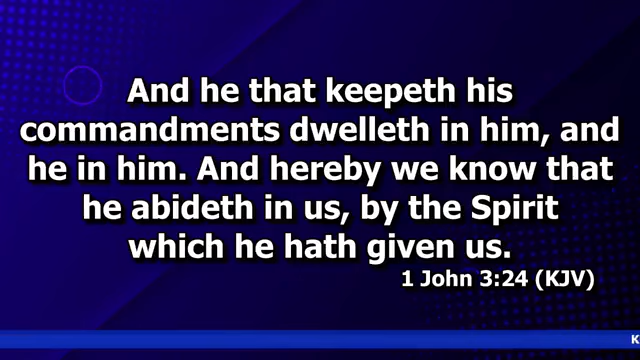 And he that keepeth his
commandments dwelleth in him, and
he in him. And hereby we know that
he abideth in us, by the Spirit
which he hath given us.
1 John 3:24 (KJV)
K